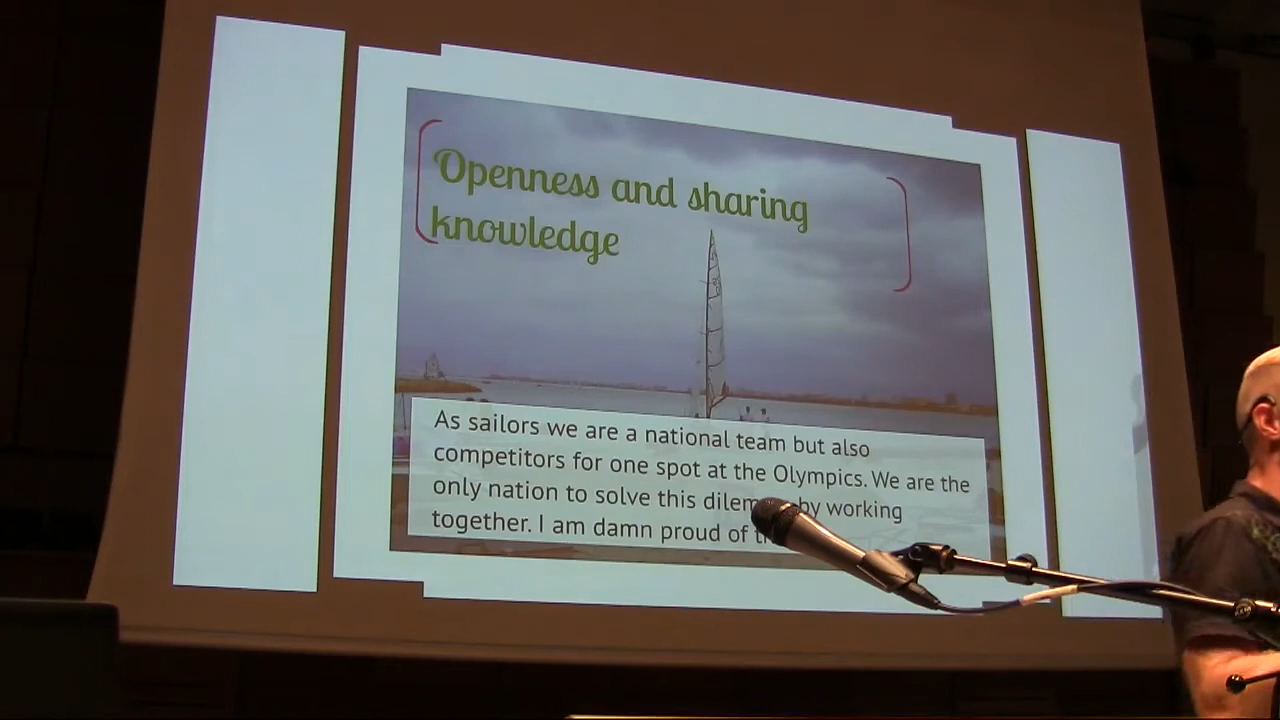 Openness and sharing
knowledge
As sailors we are a national team but also
competitors for one spot at the Olympics. We are the
only nation to solve this by working
together. I am damn proud of